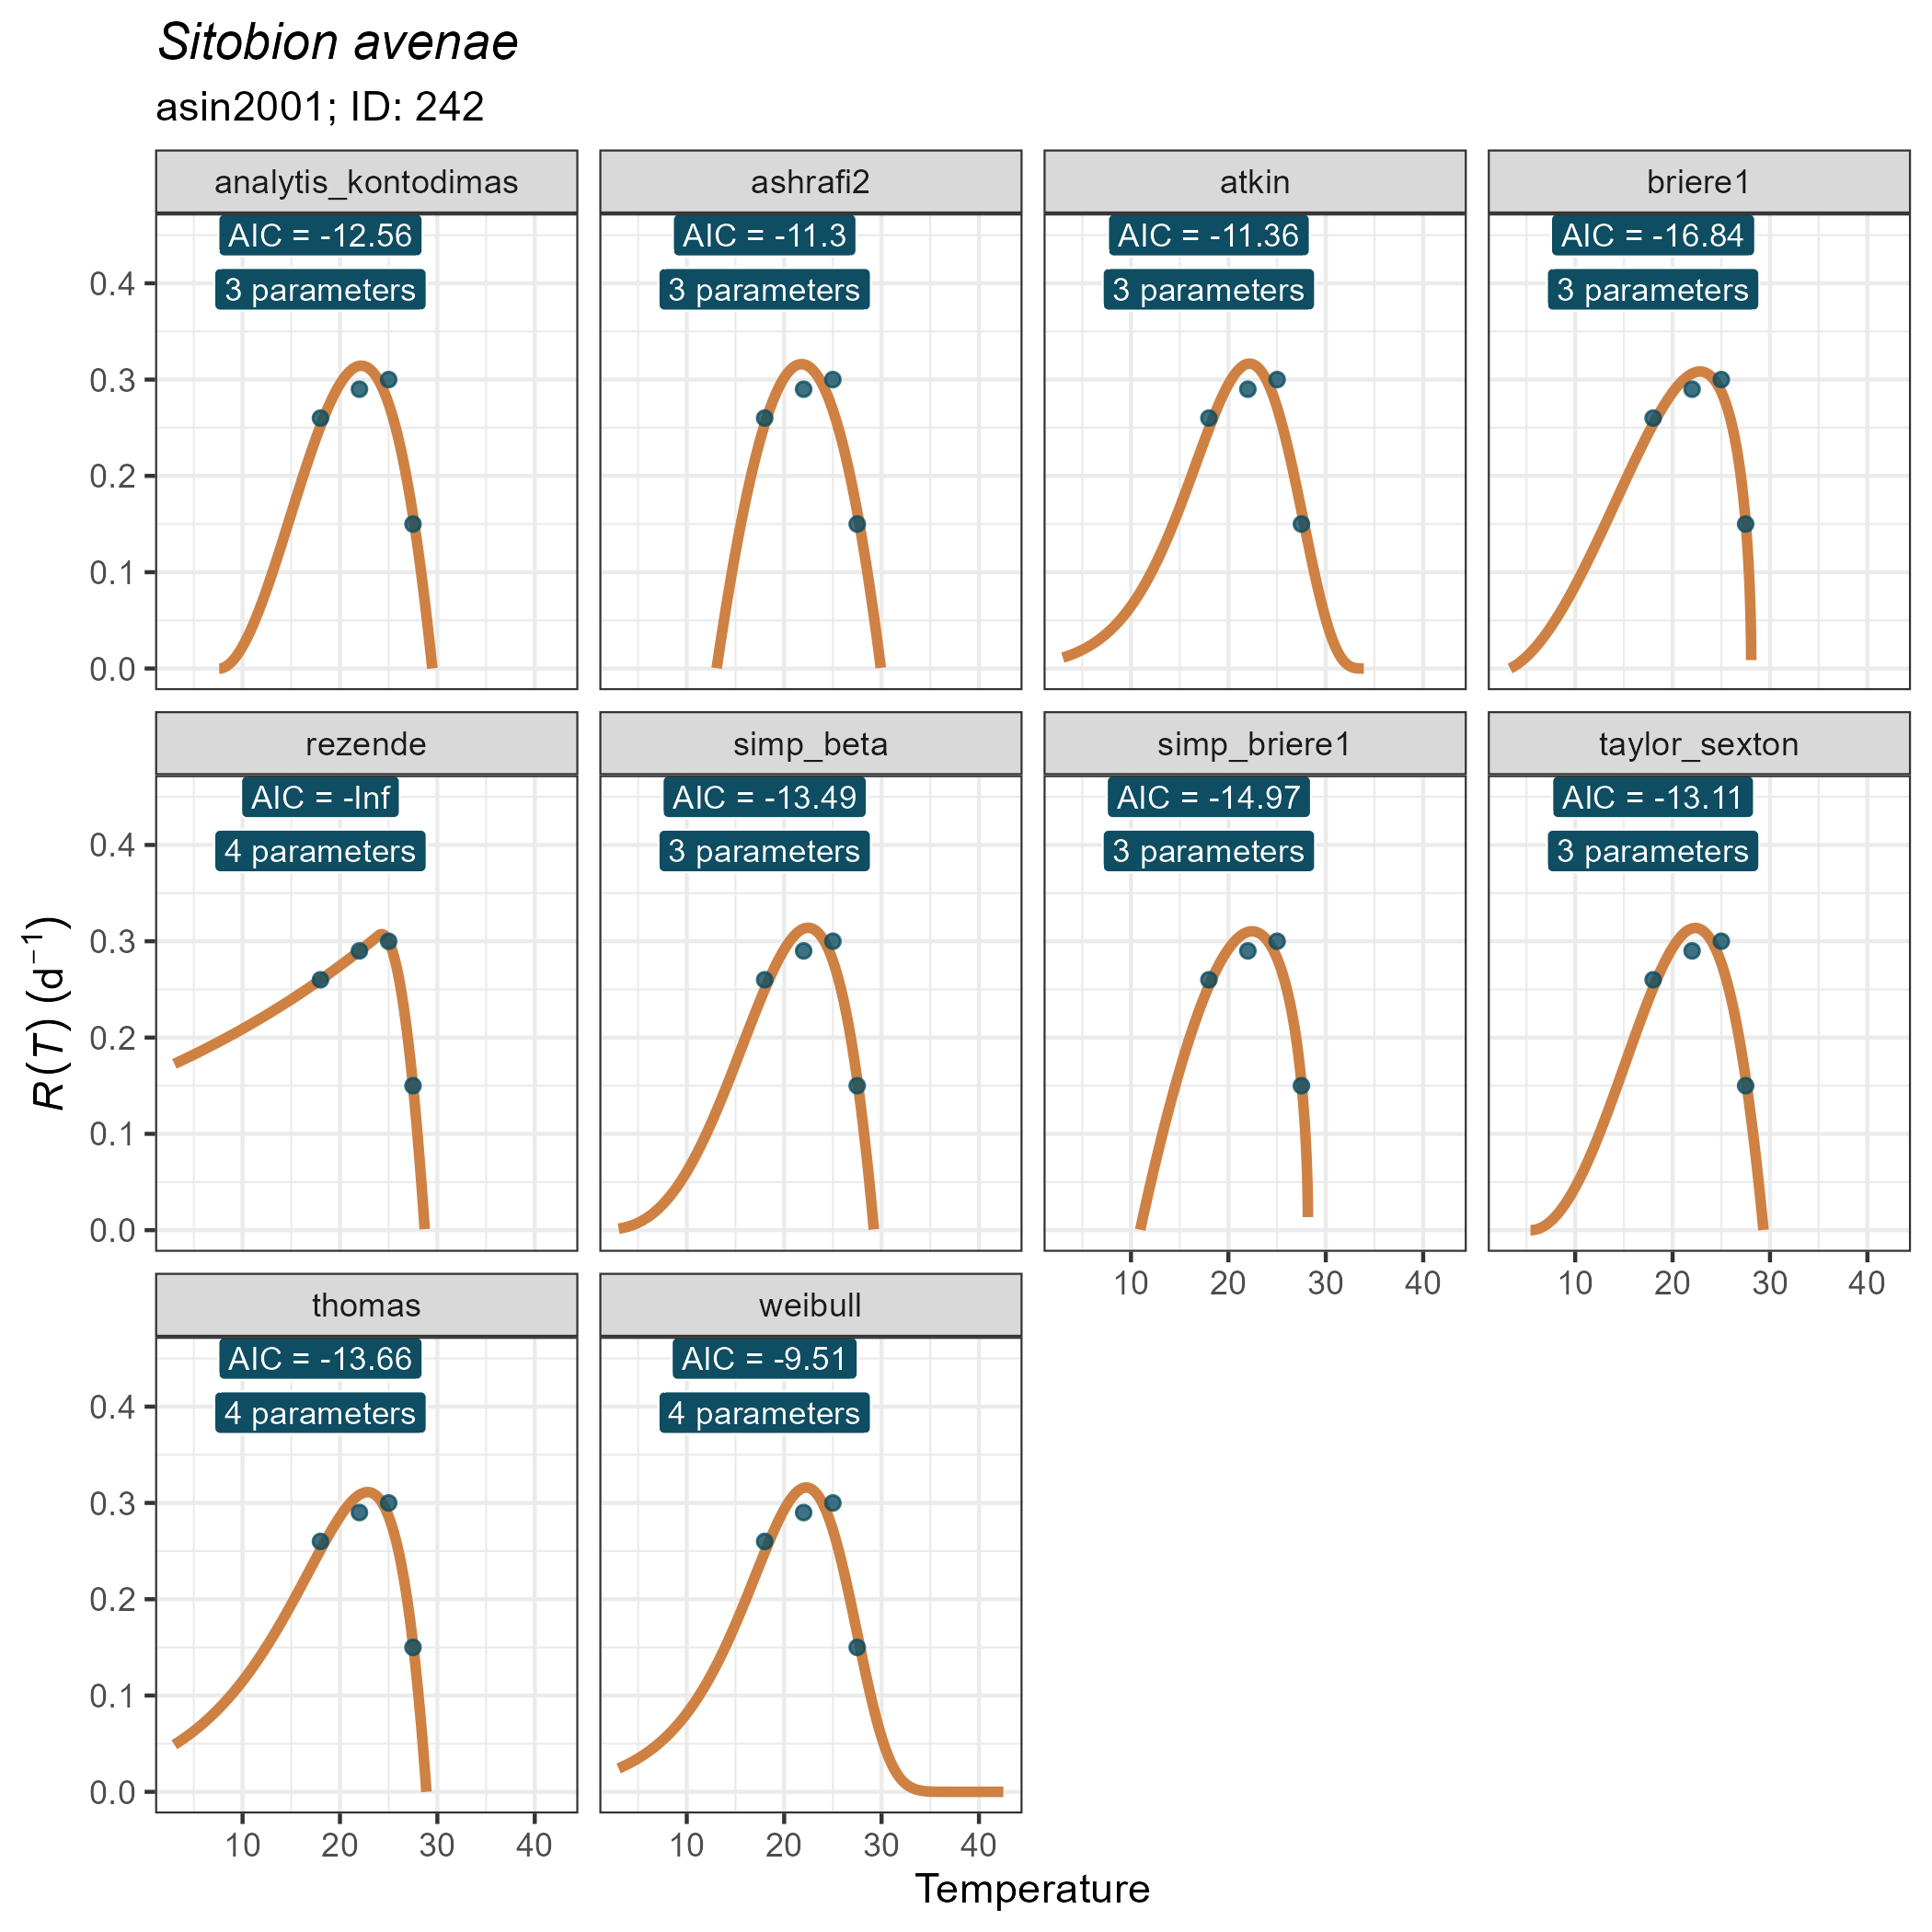 Sitobion avenae
asin2001; ID: 242
analytis_kontodimas
ashrafi2
atkin
briere1
AIC = -12.56
AIC = -11.3
AIC = -11.36
AIC = -16.84
3 parameters
3 parameters
3 parameters
3 parameters
0.4
0.3
0.2
0.1
0.0
rezende
simp_beta
simp_briere1
taylor_sexton
AIC = -Inf
AIC = -13.49
AIC = -14.97
AIC = -13.11
4 parameters
3 parameters
3 parameters
3 parameters
0.4
0.3
0.2
0.1
0.0
R(T) (d⁻¹)
10 20 30 40
10 20 30 40
thomas
weibull
AIC = -13.66
AIC = -9.51
4 parameters
4 parameters
0.4
0.3
0.2
0.1
0.0
10 20 30 40
10 20 30 40
Temperature